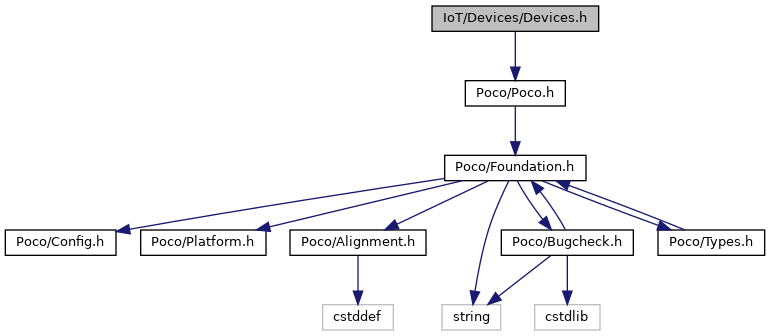 IoT/Devices/Devices.h
Poco/Poco.h
Poco/Foundation.h
Poco/Config.h
Poco/Platform.h
Poco/Alignment.h
Poco/Bugcheck.h
Poco/Types.h
cstddef
string
cstdlib